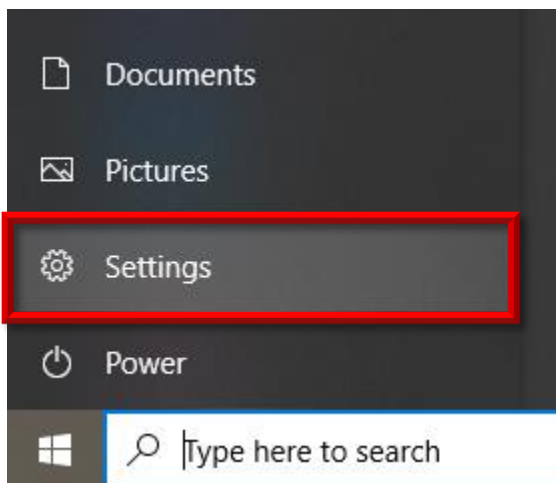 Documents
Pictures
Settings
Power
Type here to search